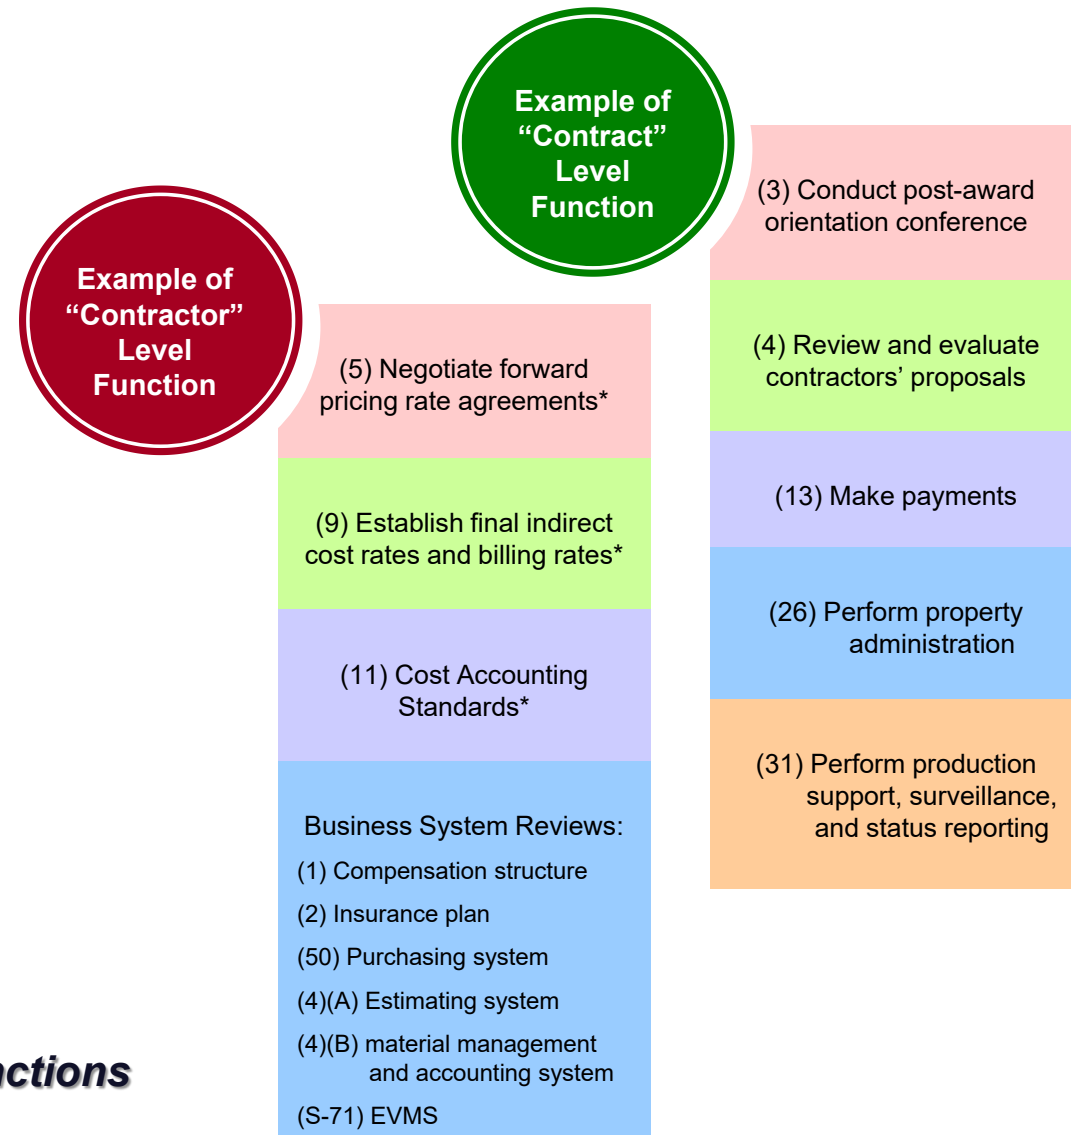 Example of
“Contract”
Level
Function
(3) Conduct post-award
orientation conference
(4) Review and evaluate
contractors’ proposals
(13) Make payments
(26) Perform property
administration
(31) Perform production
support, surveillance,
and status reporting
Example of
“Contractor”
Level
Function
(5) Negotiate forward
pricing rate agreements*
(9) Establish final indirect
cost rates and billing rates*
(11) Cost Accounting
Standards*
Business System Reviews:
(1) Compensation structure
(2) Insurance plan
(50) Purchasing system
(4)(A) Estimating system
(4)(B) material management
and accounting system
(S-71) EVMS